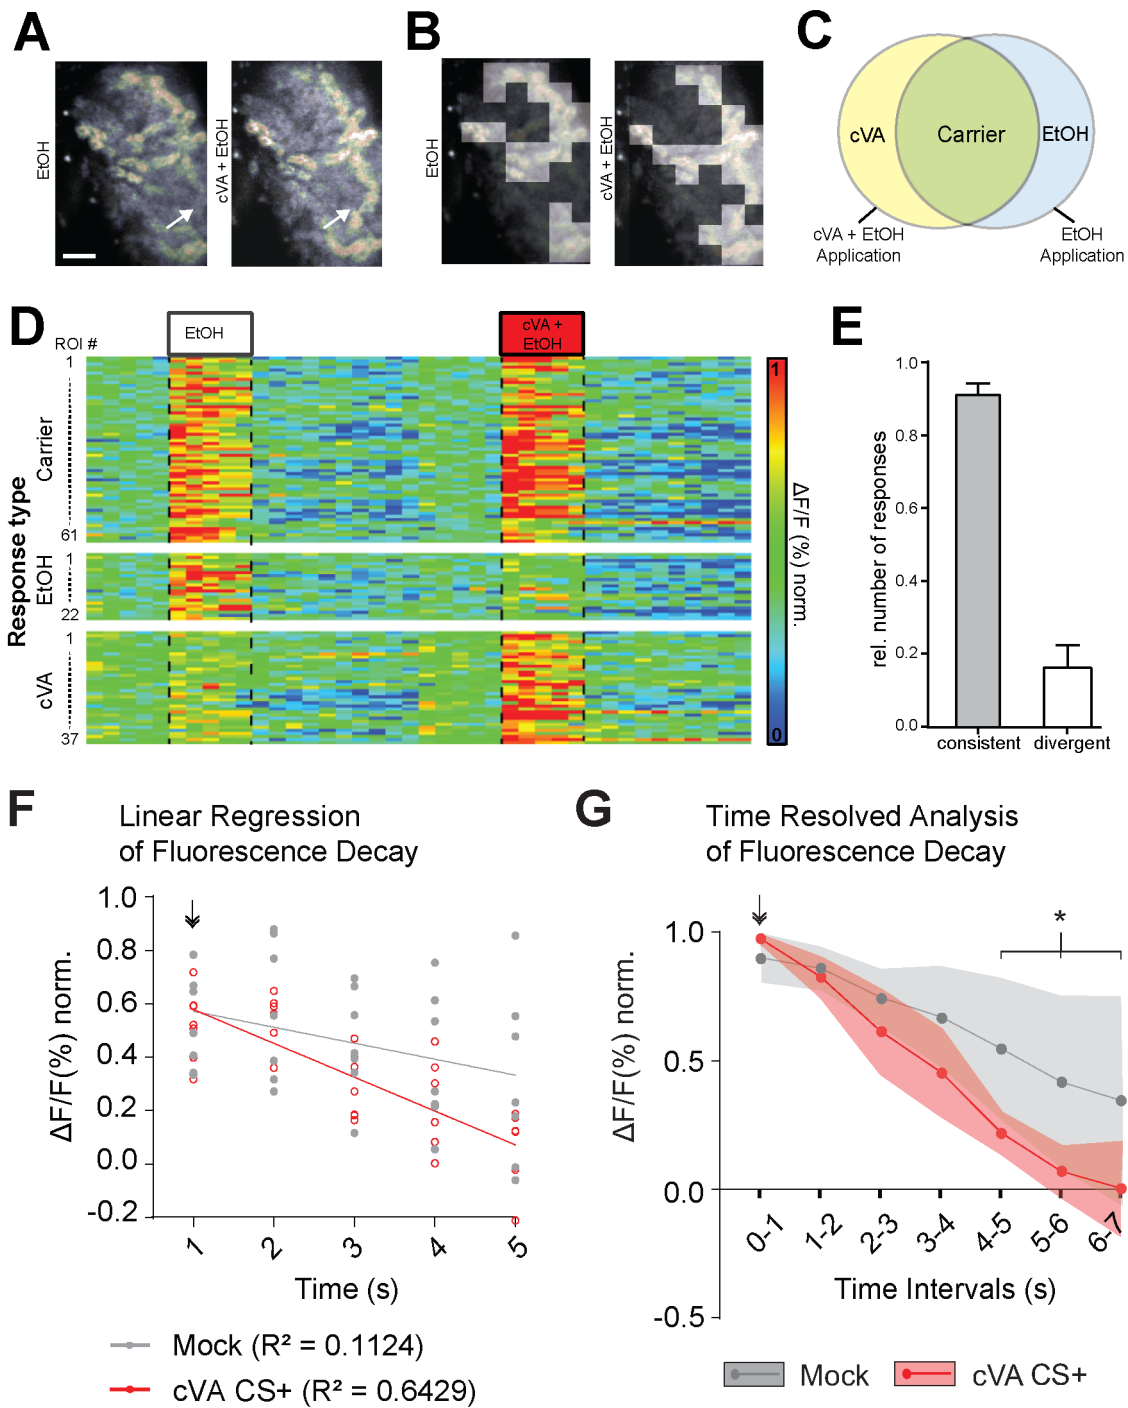 A
EtOH
cVA + EtOH
B
EtOH
cVA + EtOH
C
cVA
Carrier
EtOH
cVA + EtOH
Application
EtOH
Application
D
EtOH
cVA +
EtOH
ROI #
Response type
Carrier
1
61
EtOH
1
22
cVA
1
37
1
0
ΔF/F (%) norm.
E
rel. number of responses
1.0
0.8
0.6
0.4
0.2
0.0
consistent divergent
F
Linear Regression
of Fluorescence Decay
ΔF/F(%) norm.
1.0
0.8
0.6
0.4
0.2
0.0
-0.2
1 2 3 4 5
Time (s)
Mock (R² = 0.1124)
cVA CS+ (R² = 0.6429)
G
Time Resolved Analysis
of Fluorescence Decay
*
ΔF/F(%) norm.
1.0
0.5
0.0
-0.5
0-1 1-2 2-3 3-4 4-5 5-6 6-7
Time Intervals (s)
Mock cVA CS+